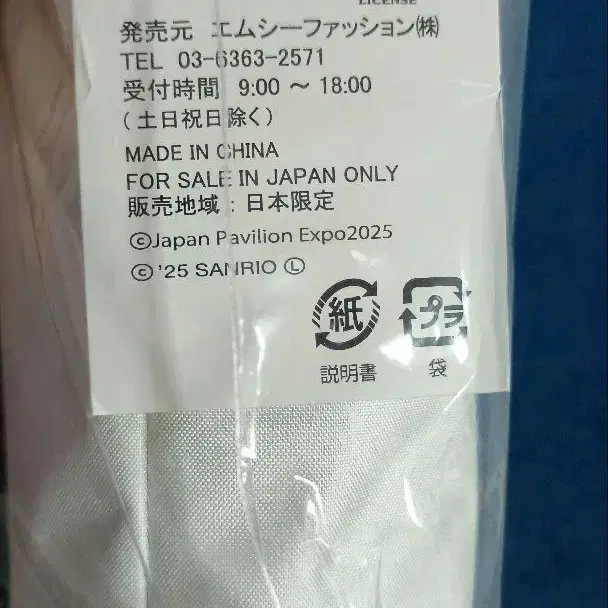 LICENSE
発売元 エムシーファッション㈱
TEL 03-6363-2571
受付時間 9:00 ～ 18:00
(土日祝日除く)
MADE IN CHINA
FOR SALE IN JAPAN ONLY
販売地域：日本限定
©Japan Pavilion Expo2025
©'25 SANRIO Ⓛ
紙
プラ
説明書
袋